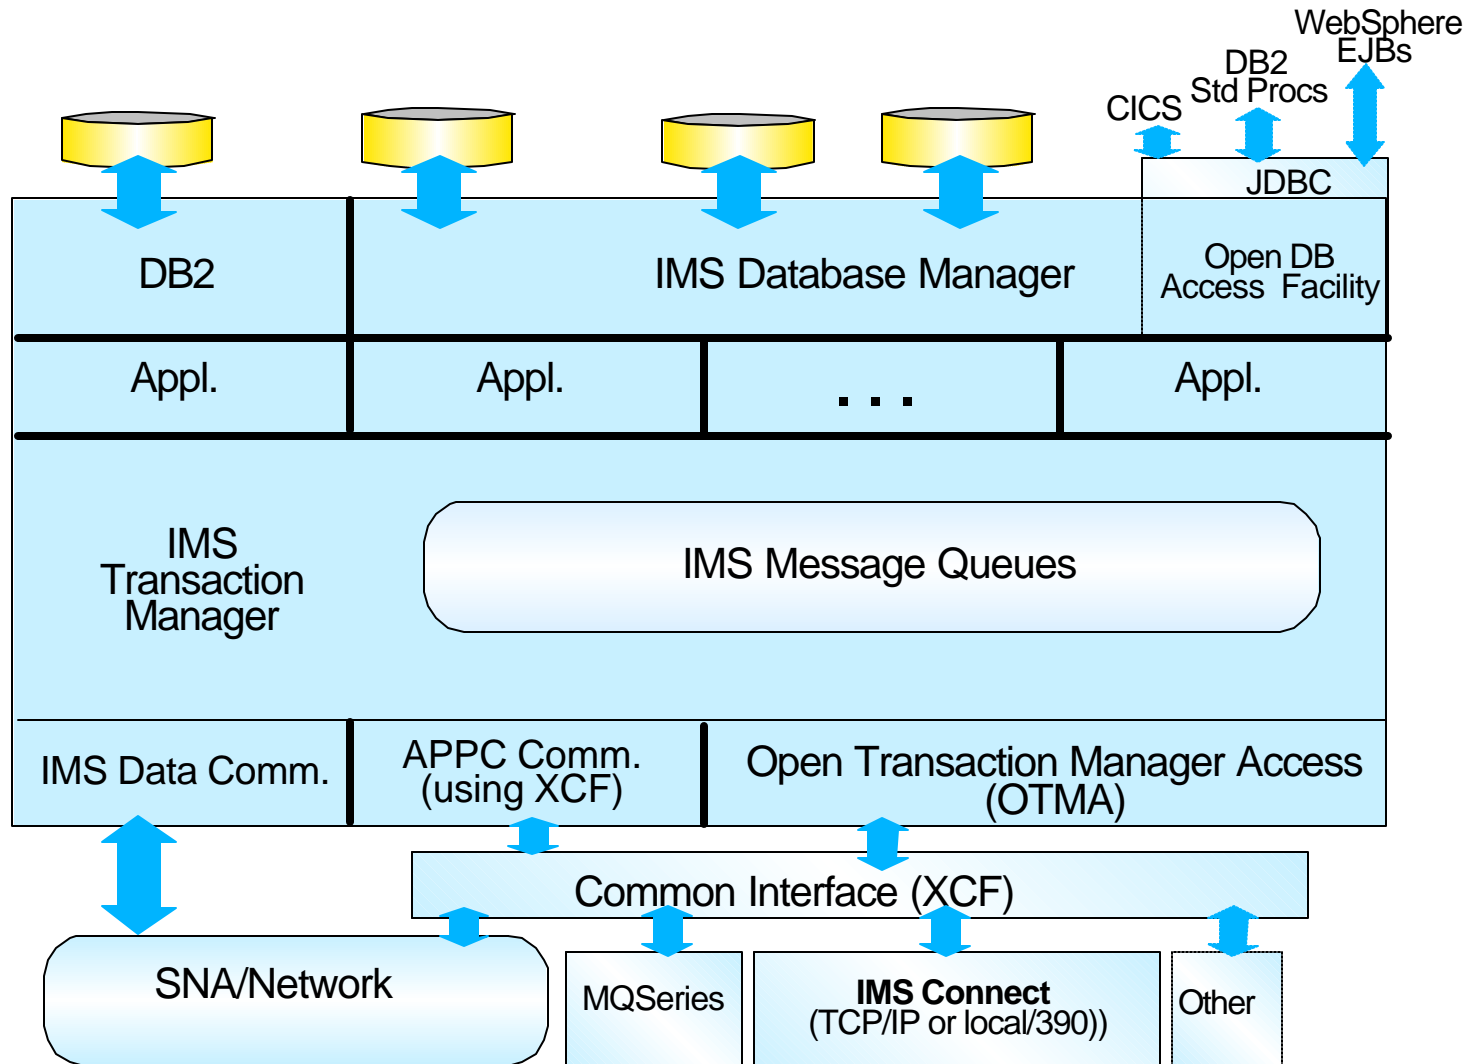 WebSphere
EJBs
DB2
Std Procs
CICS
JDBC
DB2
IMS Database Manager
Open DB
Access Facility
Appl.
Appl.
. . .
Appl.
IMS
Transaction
Manager
IMS Message Queues
IMS Data Comm.
APPC Comm.
(using XCF)
Open Transaction Manager Access
(OTMA)
Common Interface (XCF)
SNA/Network
MQSeries
IMS Connect
(TCP/IP or local/390))
Other